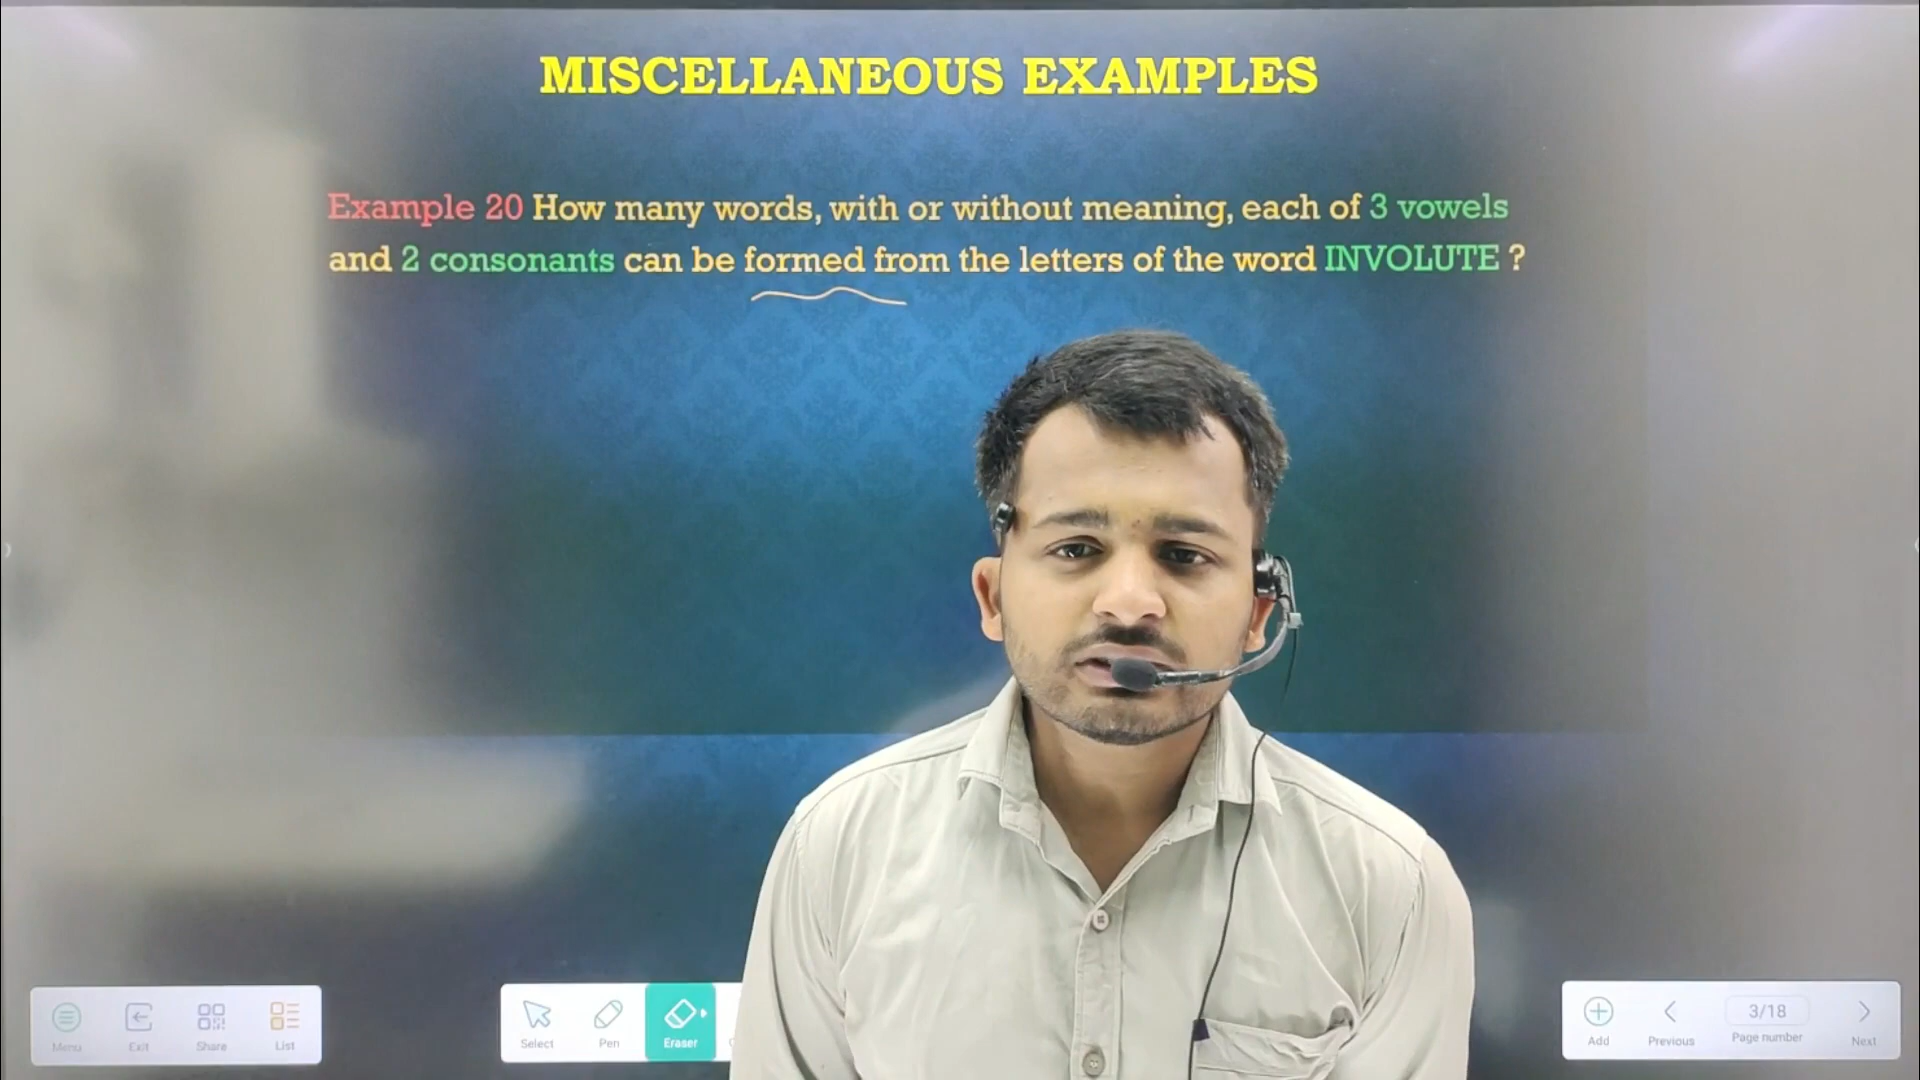 MISCELLANEOUS EXAMPLES
Example 20 How many words, with or without meaning, each of 3 vowels
and 2 consonants can be formed from the letters of the word INVOLUTE ?
Menu Exit Share List
Select Pen Eraser
Add Previous 3/18 Page number Next